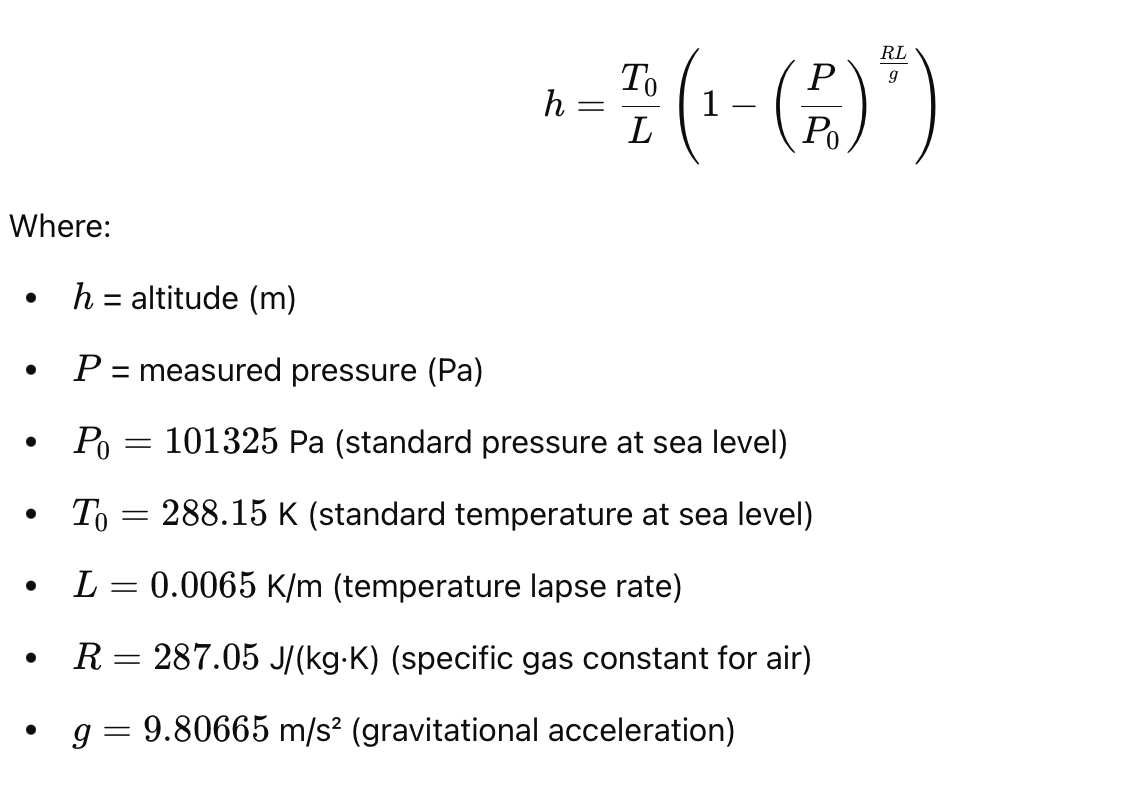 h = \frac{T_0}{L} \left( 1 - \left( \frac{P}{P_0} \right)^{\frac{RL}{g}} \right)
Where:
• h = altitude (m)
• P = measured pressure (Pa)
• P₀ = 101325 Pa (standard pressure at sea level)
• T₀ = 288.15 K (standard temperature at sea level)
• L = 0.0065 K/m (temperature lapse rate)
• R = 287.05 J/(kg·K) (specific gas constant for air)
• g = 9.80665 m/s² (gravitational acceleration)